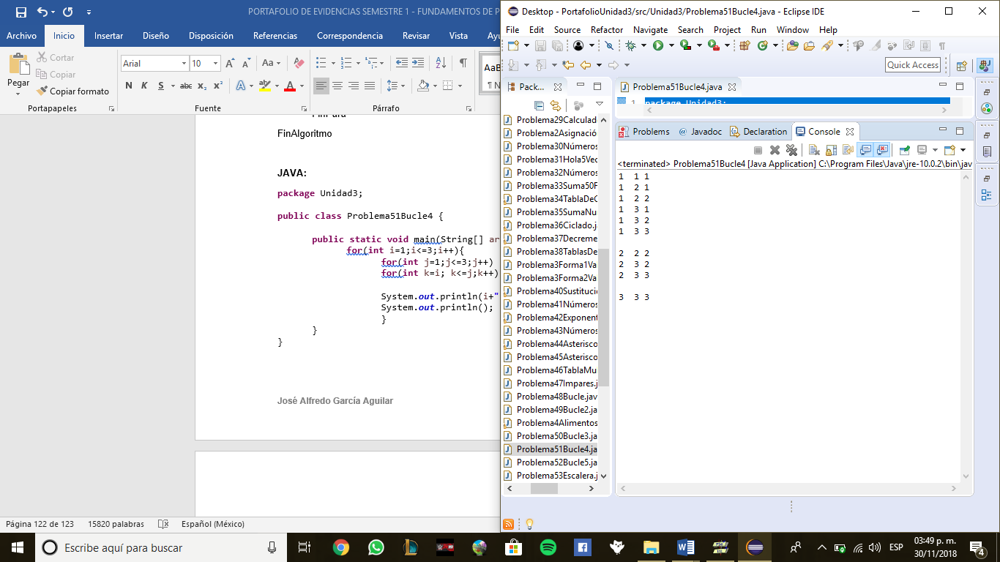 PORTAFOLIO DE EVIDENCIAS SEMESTRE 1 - FUNDAMENTOS DE P
Archivo Inicio Insertar Diseño Disposición Referencias Correspondencia Revisar Vista Ayu
Pegar
Cortar
Copiar
Copiar formato
Portapapeles
Arial 10
N K S abc x₂ x²
Fuente
Párrafo
AaB
¶ N
FinPara
FinAlgoritmo
JAVA:
package Unidad3;
public class Problema51Bucle4 {
public static void main(String[] ar
for(int i=1;i<=3;i++){
for(int j=1;j<=3;j++)
for(int k=i; k<=j;k++)
System.out.println(i+"
System.out.println();
}
}
}
José Alfredo García Aguilar
Página 122 de 123 15820 palabras Español (México)
Desktop - PortafolioUnidad3/src/Unidad3/Problema51Bucle4.java - Eclipse IDE
File Edit Source Refactor Navigate Search Project Run Window Help
Quick Access
Pack...
Problema29Calculad
Problema2Asignació
Problema30Números
Problema31Hola5Vec
Problema32Números
Problema33Suma50P
Problema34TablaDeC
Problema35SumaNu
Problema36Ciclado.j
Problema37Decreme
Problema38TablasDe
Problema3Forma1Va
Problema3Forma2Va
Problema40Sustitució
Problema41Números
Problema42Exponent
Problema43Números
Problema44Asterisco
Problema45Asterisco
Problema46TablaMu
Problema47Impares.j
Problema48Bucle.jav
Problema49Bucle2.ja
Problema4Alimentos
Problema50Bucle3.ja
Problema51Bucle4.ja
Problema52Bucle5.ja
Problema53Escalera.j
Problema51Bucle4.java
1 package Unidad3;
Problems Javadoc Declaration Console
<terminated> Problema51Bucle4 [Java Application] C:\Program Files\Java\jre-10.0.2\bin\jav
1 1 1
1 2 1
1 2 2
1 3 1
1 3 2
1 3 3
2 2 2
2 3 2
2 3 3
3 3 3
Escribe aquí para buscar
ESP
03:49 p. m.
30/11/2018
4